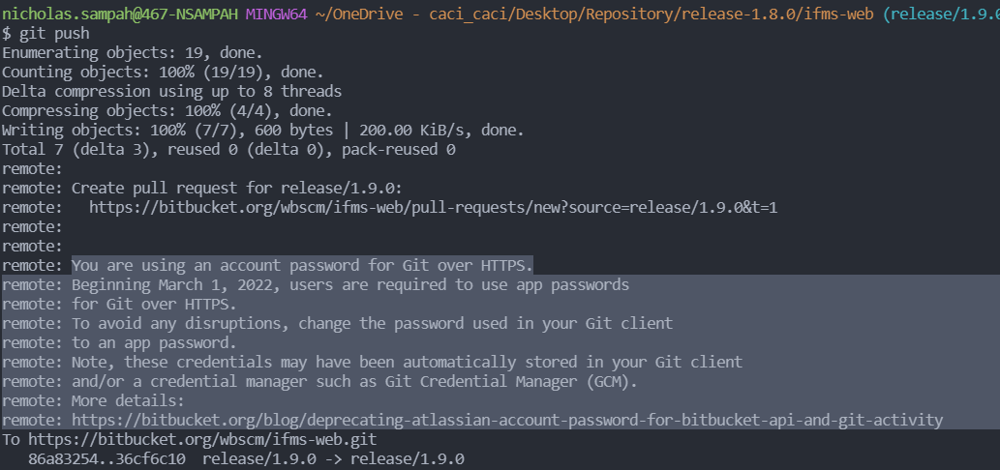 nicholas.sampah@467-NSAMPAH MINGW64 ~/OneDrive - caci_caci/Desktop/Repository/release-1.8.0/ifms-web (release/1.9.0
$ git push
Enumerating objects: 19, done.
Counting objects: 100% (19/19), done.
Delta compression using up to 8 threads
Compressing objects: 100% (4/4), done.
Writing objects: 100% (7/7), 600 bytes | 200.00 KiB/s, done.
Total 7 (delta 3), reused 0 (delta 0), pack-reused 0
remote:
remote: Create pull request for release/1.9.0:
remote:   https://bitbucket.org/wbscm/ifms-web/pull-requests/new?source=release/1.9.0&t=1
remote:
remote:
remote: You are using an account password for Git over HTTPS.
remote: Beginning March 1, 2022, users are required to use app passwords
remote: for Git over HTTPS.
remote: To avoid any disruptions, change the password used in your Git client
remote: to an app password.
remote: Note, these credentials may have been automatically stored in your Git client
remote: and/or a credential manager such as Git Credential Manager (GCM).
remote: More details:
remote: https://bitbucket.org/blog/deprecating-atlassian-account-password-for-bitbucket-api-and-git-activity
To https://bitbucket.org/wbscm/ifms-web.git
   86a83254..36cf6c10  release/1.9.0 -> release/1.9.0